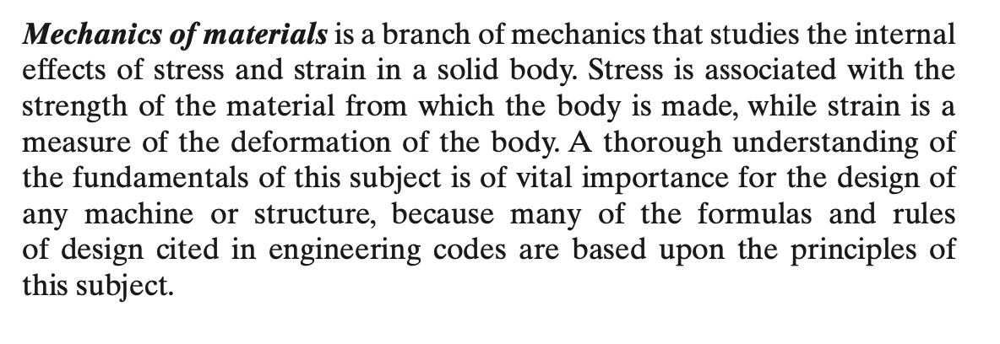 Mechanics of materials is a branch of mechanics that studies the internal
effects of stress and strain in a solid body. Stress is associated with the
strength of the material from which the body is made, while strain is a
measure of the deformation of the body. A thorough understanding of
the fundamentals of this subject is of vital importance for the design of
any machine or structure, because many of the formulas and rules
of design cited in engineering codes are based upon the principles of
this subject.